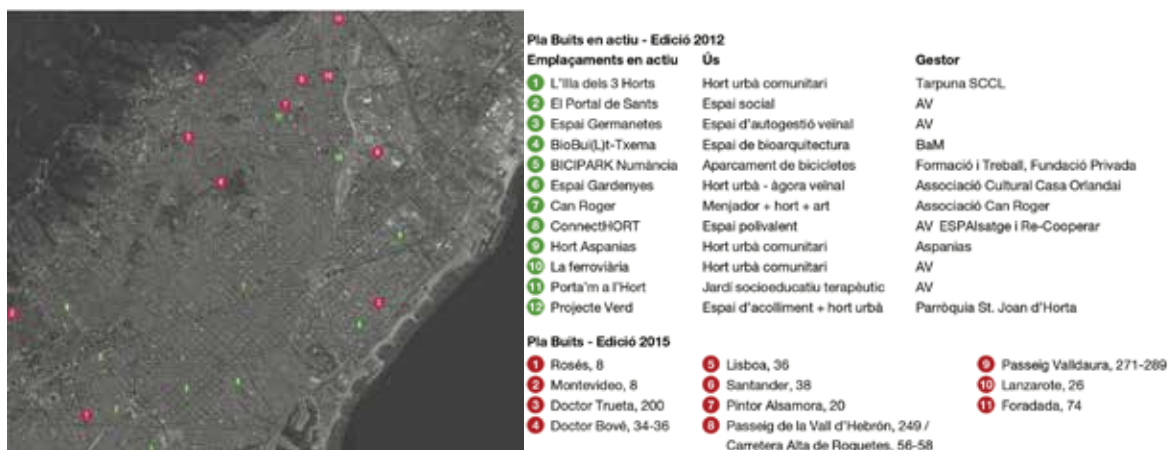 Pla Buits en actiu - Edició 2012
Emplaçaments en actiu Ús Gestor
1 L'Illa dels 3 Horts Hort urbà comunitari Tarpuna SCCL
2 El Portal de Sants Espai social AV
3 Espai Germanetes Espai d'autogestió veïnal AV
4 BioBui(L)t-Txema Espai de bioarquitectura BaM
5 BICIPARK Numància Aparcament de bicicletes Formació i Treball, Fundació Privada
6 Espai Gardenyes Hort urbà - àgora veïnal Associació Cultural Casa Orlandai
7 Can Roger Menjador + hort + art Associació Can Roger
8 ConnectHORT Espai polivalent AV ESPAIsatge i Re-Cooperar
9 Hort Aspanias Hort urbà comunitari Aspanias
10 La ferroviària Hort urbà comunitari AV
11 Porta'm a l'Hort Jardí socioeducatiu terapèutic AV
12 Projecte Verd Espai d'acolliment + hort urbà Parròquia St. Joan d'Horta
Pla Buits - Edició 2015
1 Rosés, 8 5 Lisboa, 36 9 Passeig Valldaura, 271-289
2 Montevideo, 8 6 Santander, 38 10 Lanzarote, 26
3 Doctor Trueta, 200 7 Pintor Alsamora, 20 11 Foradada, 74
4 Doctor Bové, 34-36 8 Passeig de la Vall d'Hebrón, 249 /
Carretera Alta de Roquetes, 56-58